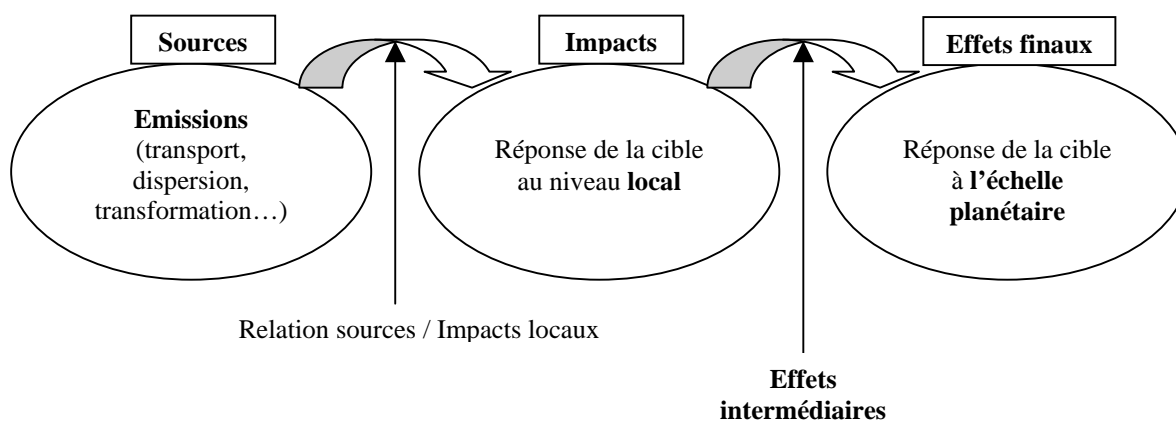 Sources
Impacts
Effets finaux
Emissions
(transport,
dispersion,
transformation…)
Réponse de la cible
au niveau local
Réponse de la cible
à l’échelle
planétaire
Relation sources / Impacts locaux
Effets
intermédiaires